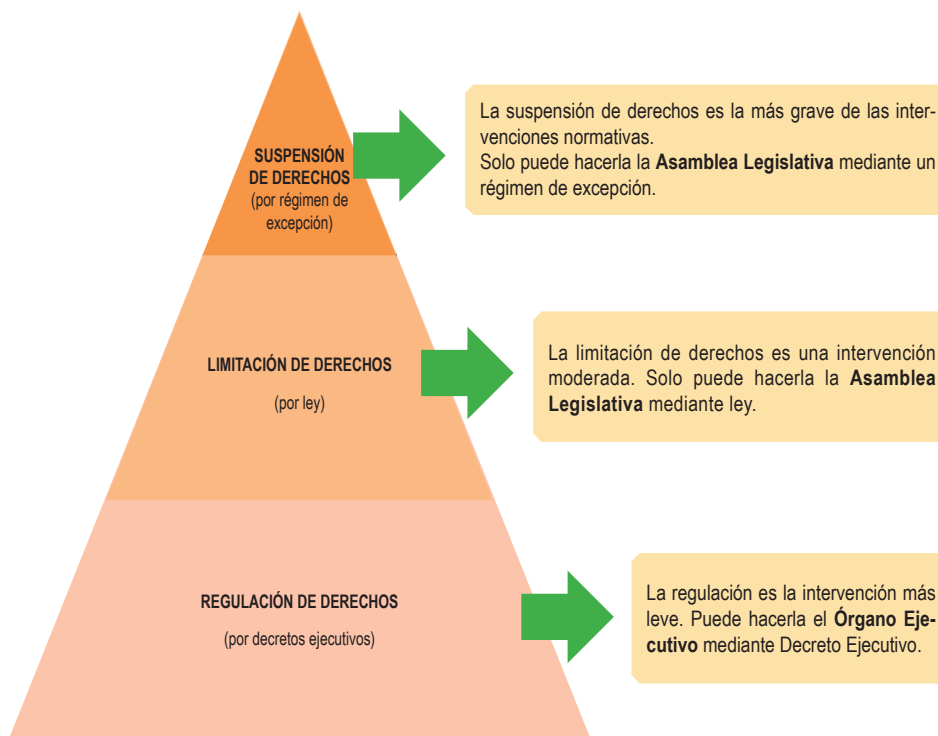 SUSPENSIÓN
DE DERECHOS
(por régimen de
excepción)
La suspensión de derechos es la más grave de las inter-
venciones normativas.
Solo puede hacerla la Asamblea Legislativa mediante un
régimen de excepción.
LIMITACIÓN DE DERECHOS
(por ley)
La limitación de derechos es una intervención
moderada. Solo puede hacerla la Asamblea
Legislativa mediante ley.
REGULACIÓN DE DERECHOS
(por decretos ejecutivos)
La regulación es la intervención más
leve. Puede hacerla el Órgano Eje-
cutivo mediante Decreto Ejecutivo.